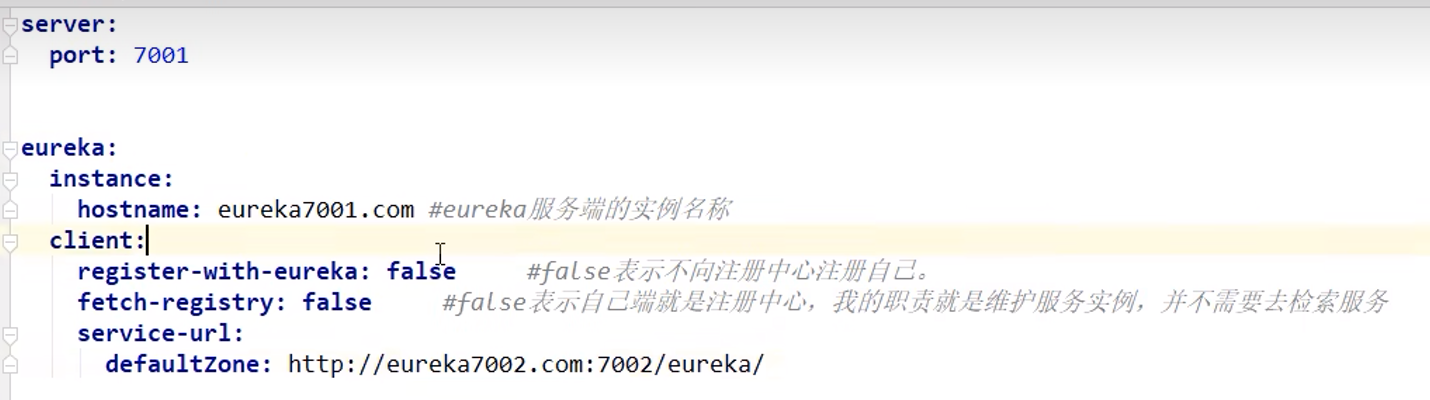 server:
port: 7001
eureka:
instance:
hostname: eureka7001.com #eureka服务端的实例名称
client:
register-with-eureka: false #false表示不向注册中心注册自己。
fetch-registry: false #false表示自己端就是注册中心，我的职责就是维护服务实例，并不需要去检索服务
service-url:
defaultZone: http://eureka7002.com:7002/eureka/